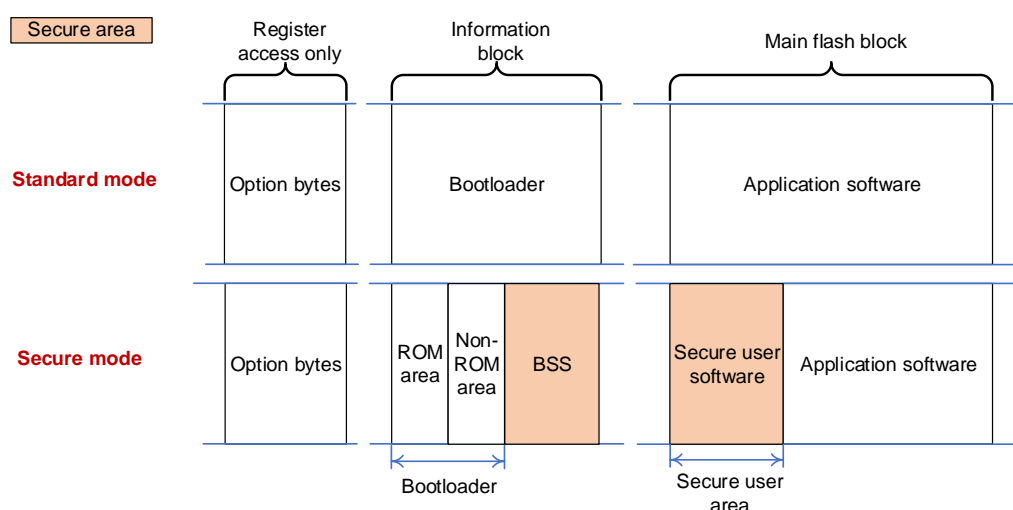 Secure area
Register
access only
Information
block
Main flash block
Standard mode
Option bytes
Bootloader
Application software
Secure mode
Option bytes
ROM
area
Non-
ROM
area
BSS
Secure user
software
Application software
Bootloader
Secure user
area